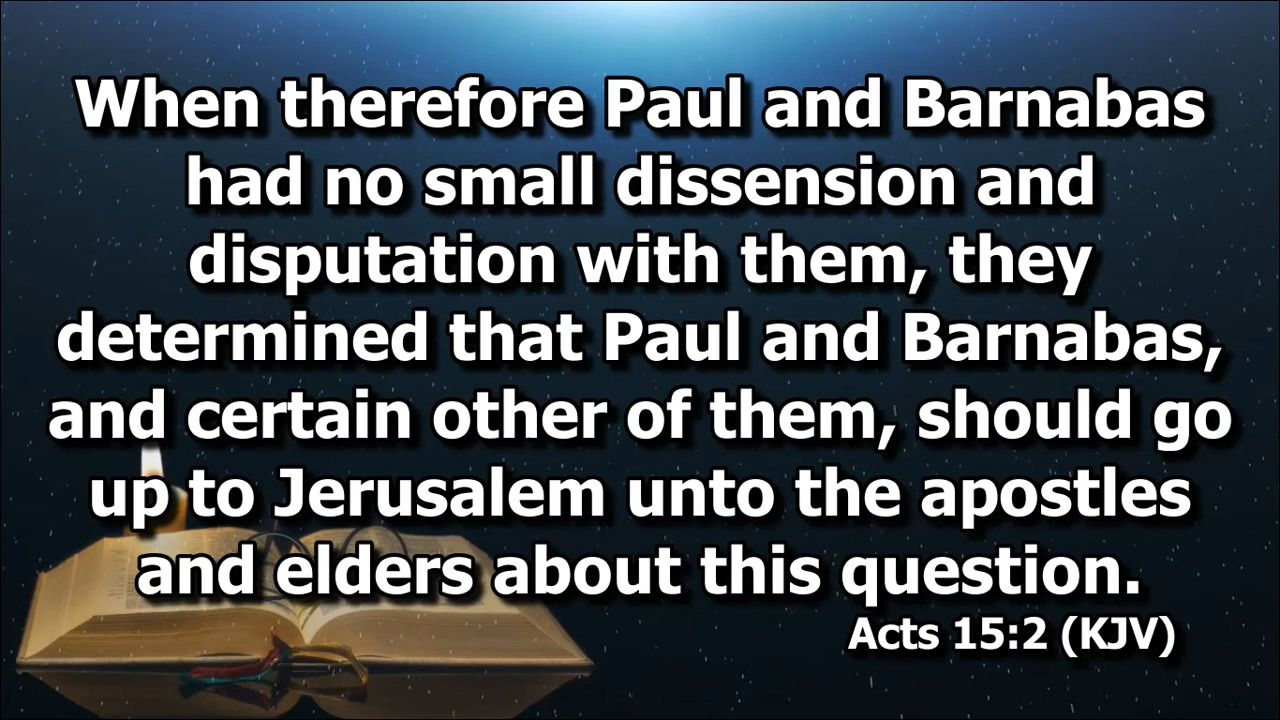 When therefore Paul and Barnabas
had no small dissension and
disputation with them, they
determined that Paul and Barnabas,
and certain other of them, should go
up to Jerusalem unto the apostles
and elders about this question.
Acts 15:2 (KJV)